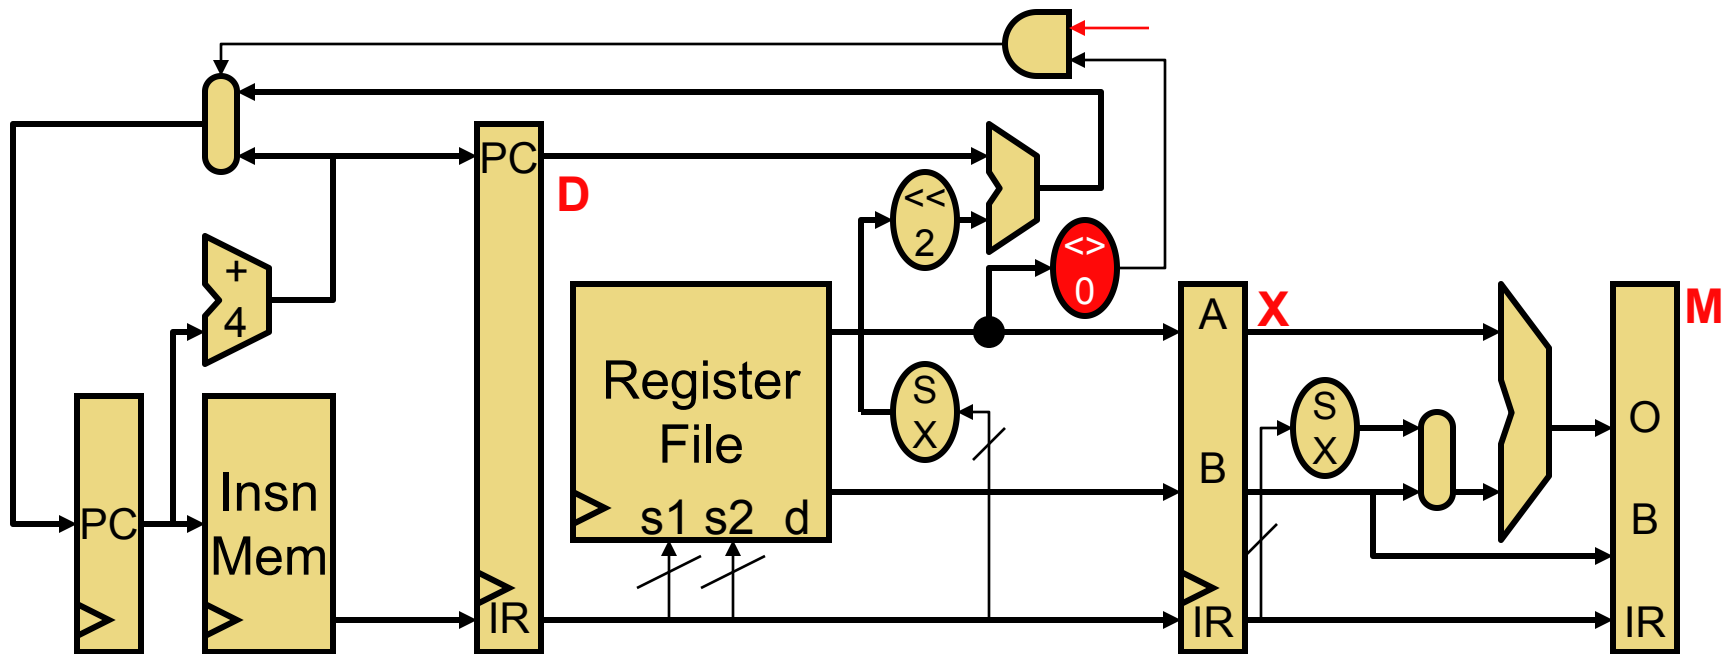 PC
D
<<
2
<>
0
+
4
A
X
M
Register
File
S
X
S
X
O
B
Insn
Mem
PC
s1 s2 d
B
IR
IR
IR